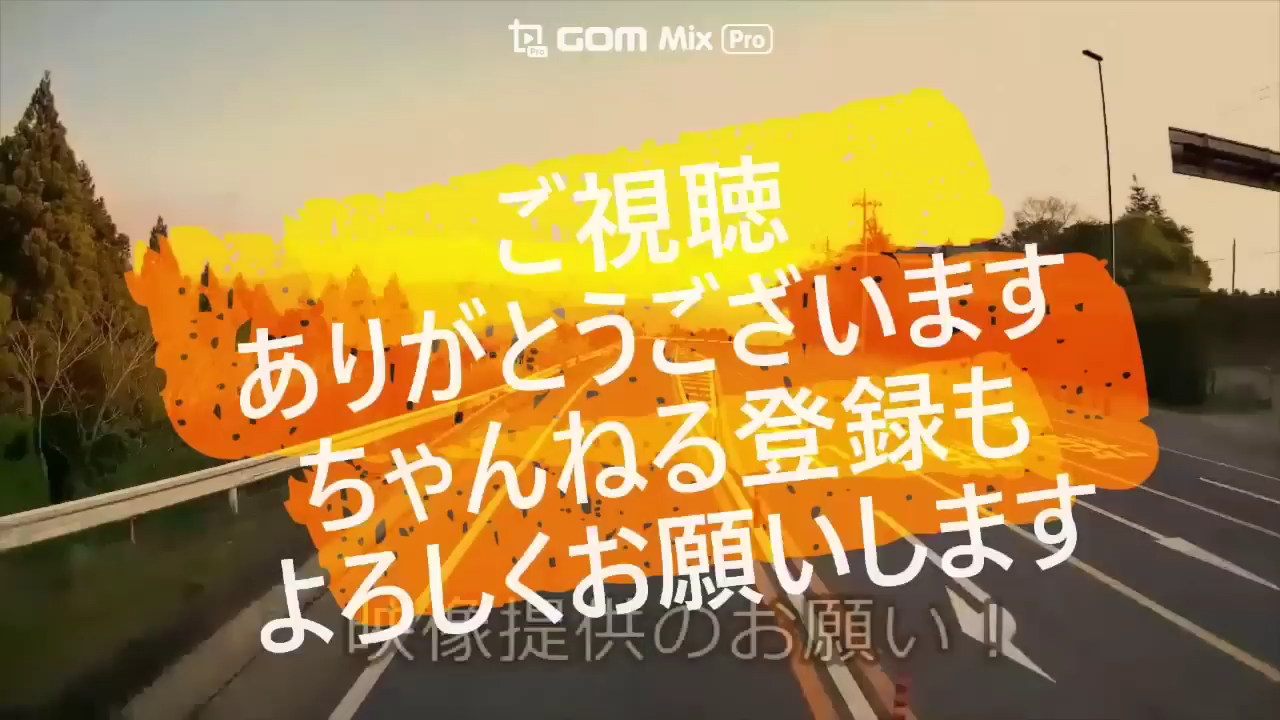 GOM Mix Pro
ご視聴
ありがとうございます
ちゃんねる登録も
よろしくお願いします
映像提供のお願い！